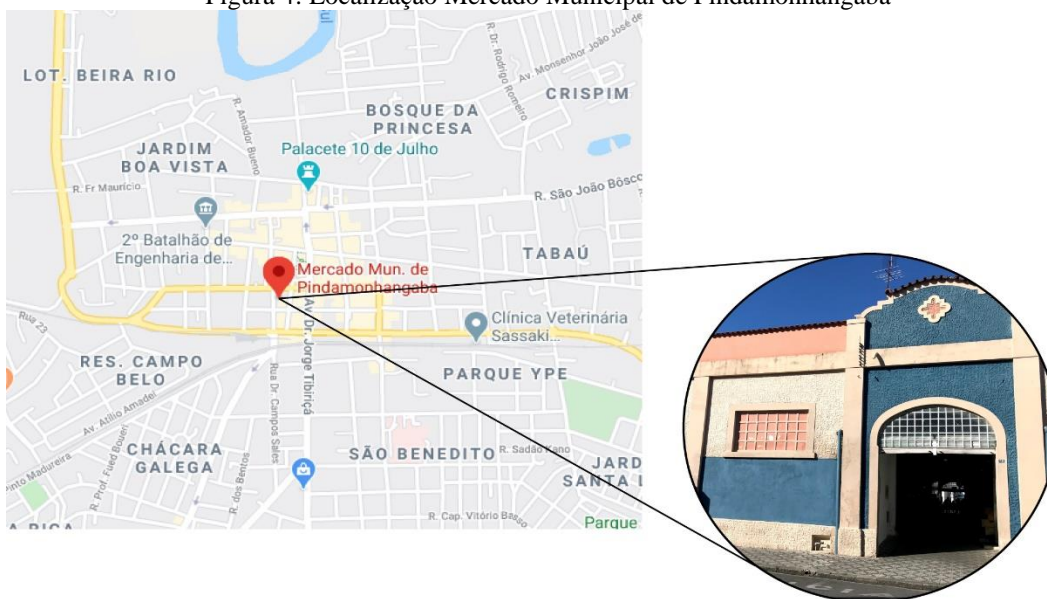 Figura 4: Localização Mercado Municipal de Pindamonhangaba
LOT. BEIRA RIO
R. Dr. Rodrigo Romeiro
Av. Monsenhor João José de
CRISPIM
R. Amador Bueno
BOSQUE DA
PRINCESA
JARDIM
BOA VISTA
Palacete 10 de Julho
R. Fr Maurício
R. São João Bôsco
2º Batalhão de
Engenharia de...
TABAÚ
Mercado Mun. de
Pindamonhangaba
Av. Dr. Jorge Tibiriçá
Clínica Veterinária
Sassaki...
Rua 23
RES. CAMPO
BELO
PARQUE YPE
Rua Dr. Campos Sales
Av. Atílio Amadei
CHÁCARA
GALEGA
SÃO BENEDITO
R. Sadão Kano
JARD
SANTA L
Pinto Madureira
R. Prof. Fued Boueri
R. dos Bentos
R. Cap. Vitório Basso
Parque